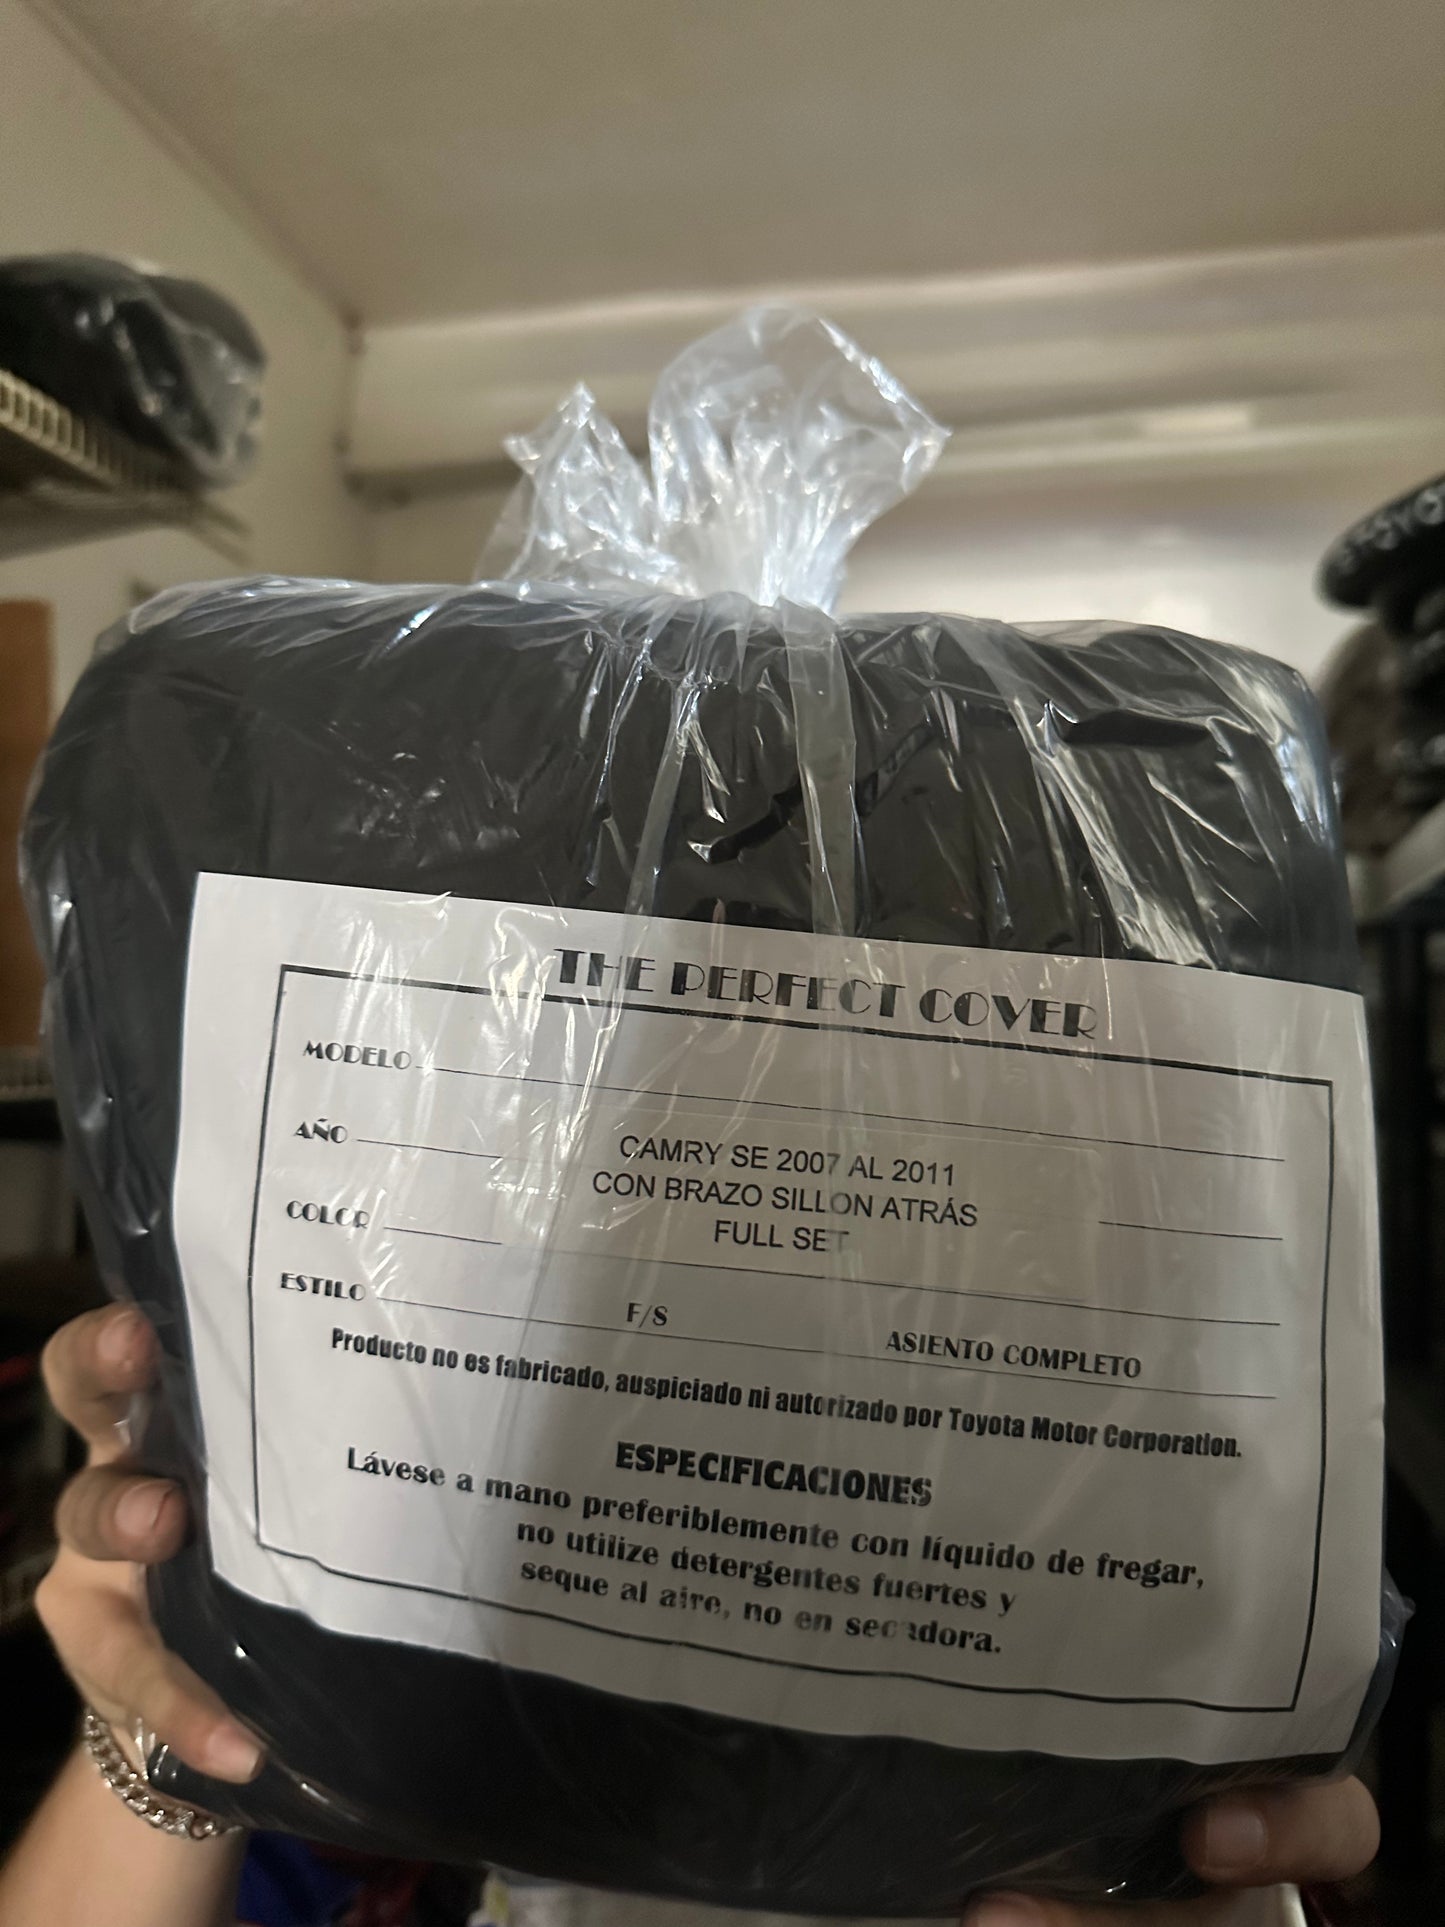 THE PERFECT COVER
MODELO
AÑO
CAMRY SE 2007 AL 2011
CON BRAZO SILLON ATRÁS
FULL SET
COLOR
ESTILO
F/S
ASIENTO COMPLETO
Producto no es fabricado, auspiciado ni autorizado por Toyota Motor Corporation.
ESPECIFICACIONES
Lávese a mano preferiblemente con líquido de fregar,
no utilize detergentes fuertes y
seque al aire, no en secadora.